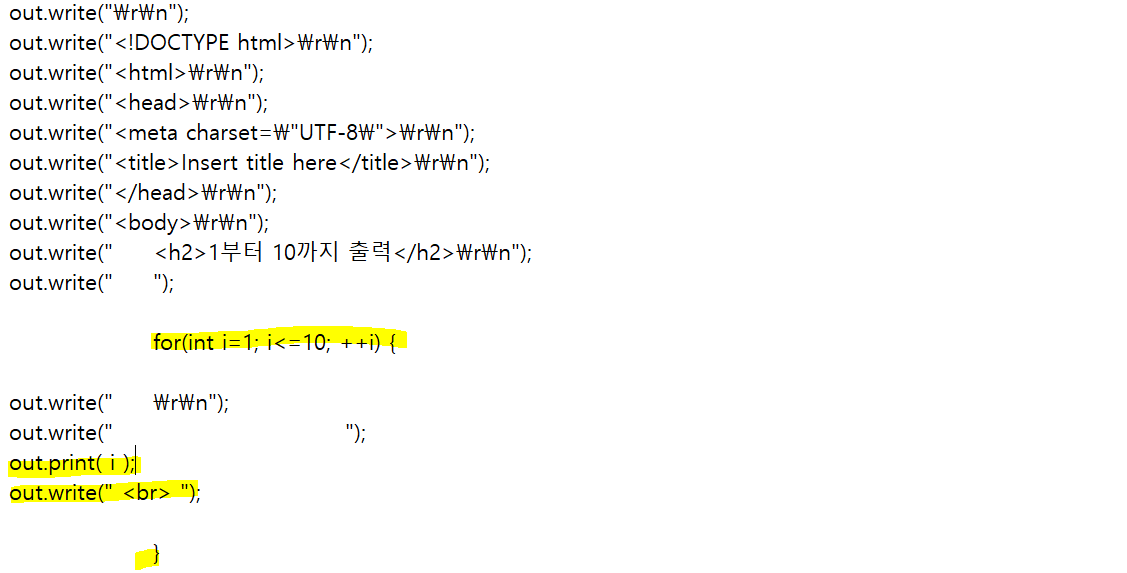 out.write("₩r₩n");
out.write("<!DOCTYPE html>₩r₩n");
out.write("<html>₩r₩n");
out.write("<head>₩r₩n");
out.write("<meta charset=₩"UTF-8₩">₩r₩n");
out.write("<title>Insert title here</title>₩r₩n");
out.write("</head>₩r₩n");
out.write("<body>₩r₩n");
out.write("	<h2>1부터 10까지 출력</h2>₩r₩n");
out.write("	");
for(int i=1; i<=10; ++i) {
out.write("	₩r₩n");
out.write("				");
out.print( i );
out.write(" <br> ");
}